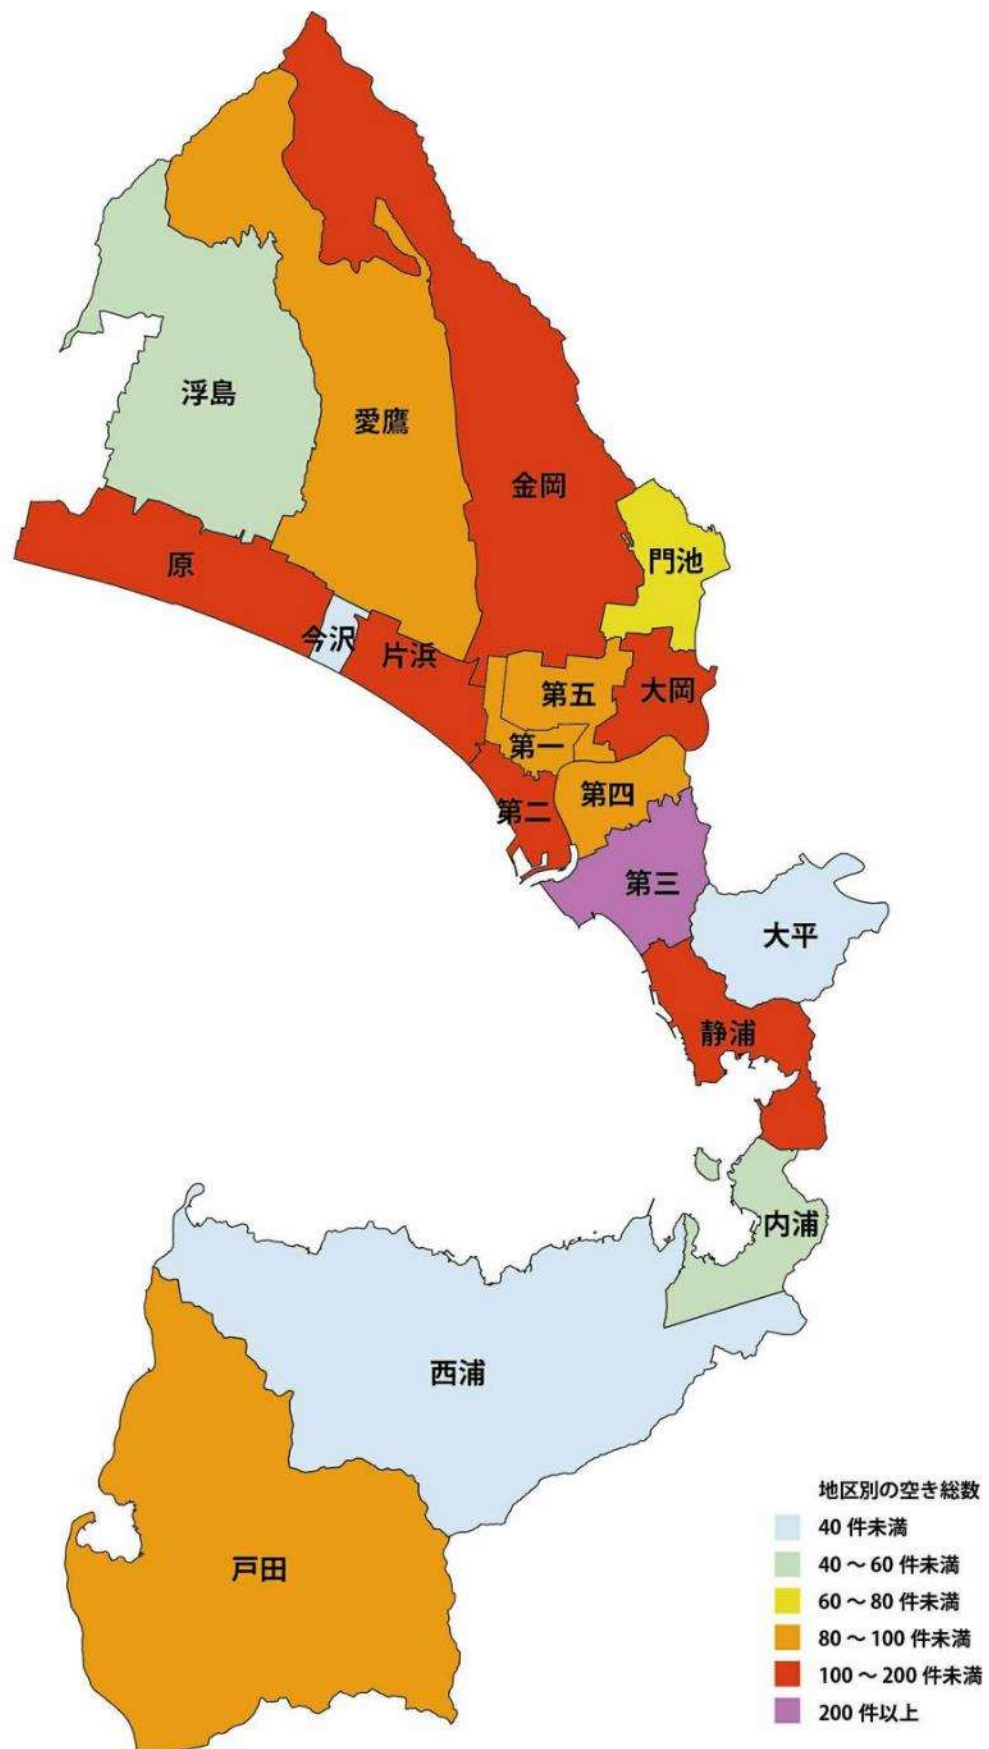 浮島
愛鷹
金岡
門池
原
今沢
片浜
第五
大岡
第一
第二
第四
第三
大平
静浦
内浦
西浦
戸田
地区別の空き総数
40 件未満
40 ～ 60 件未満
60 ～ 80 件未満
80 ～ 100 件未満
100 ～ 200 件未満
200 件以上